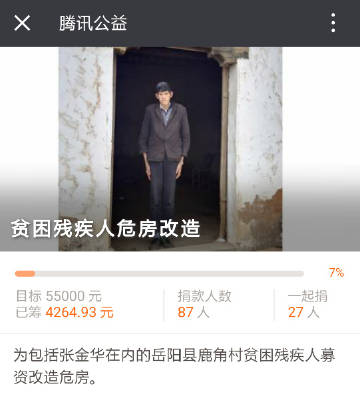 腾讯公益
贫困残疾人危房改造
7%
目标 55000 元
已筹 4264.93 元
捐款人数
87 人
一起捐
27 人
为包括张金华在内的岳阳县鹿角村贫困残疾人募
资改造危房。